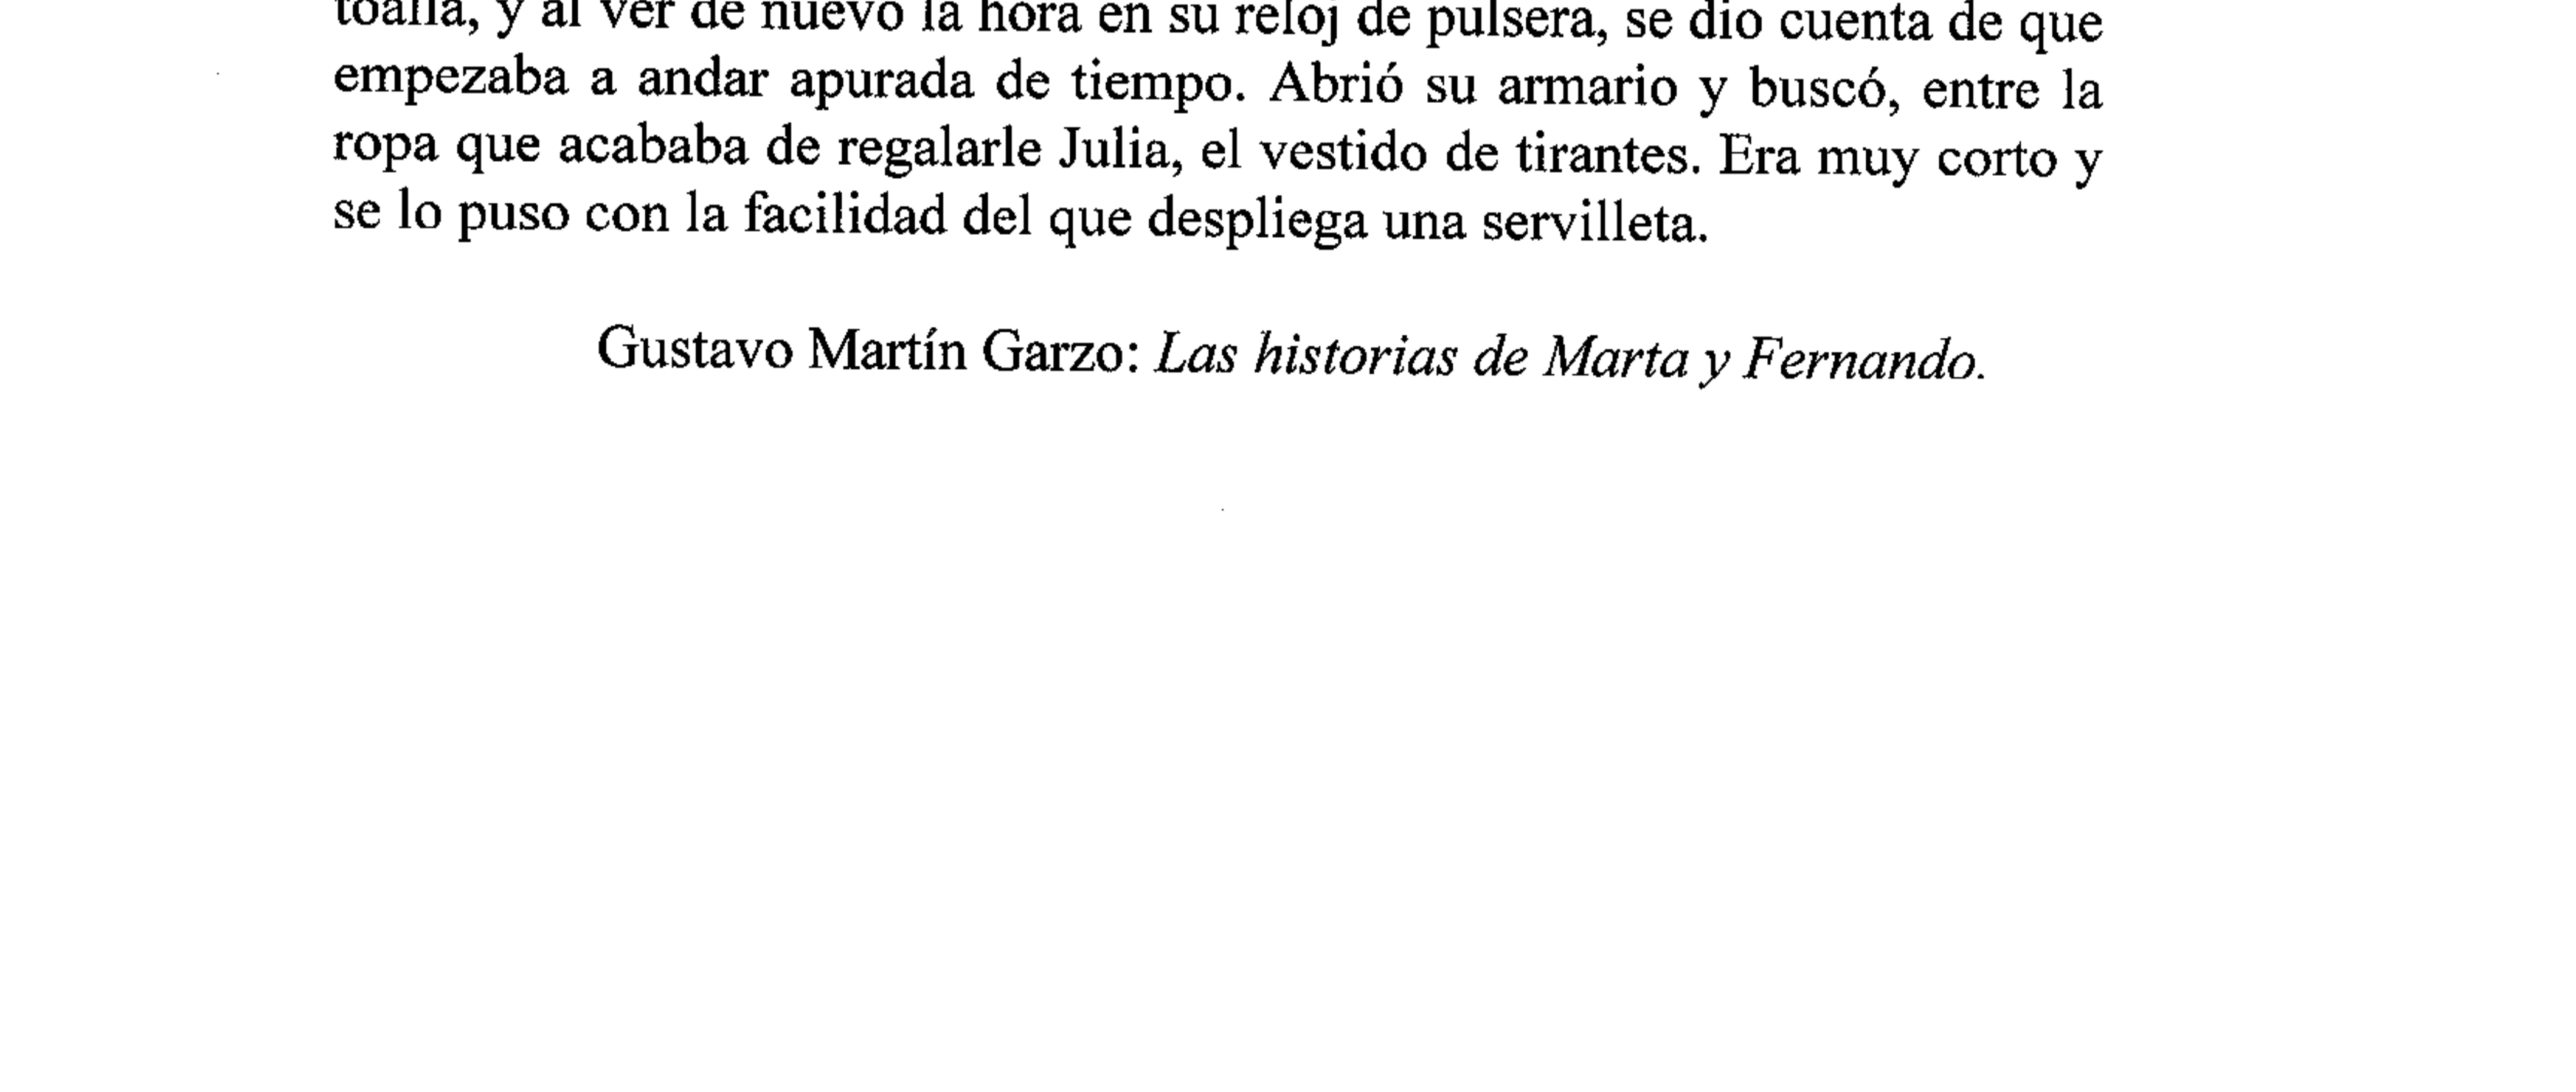 toalla, y al ver de nuevo la hora en su reloj de pulsera, se dio cuenta de que
empezaba a andar apurada de tiempo. Abrió su armario y buscó, entre la
ropa que acababa de regalarle Julia, el vestido de tirantes. Era muy corto y
se lo puso con la facilidad del que despliega una servilleta.
Gustavo Martín Garzo: Las historias de Marta y Fernando.